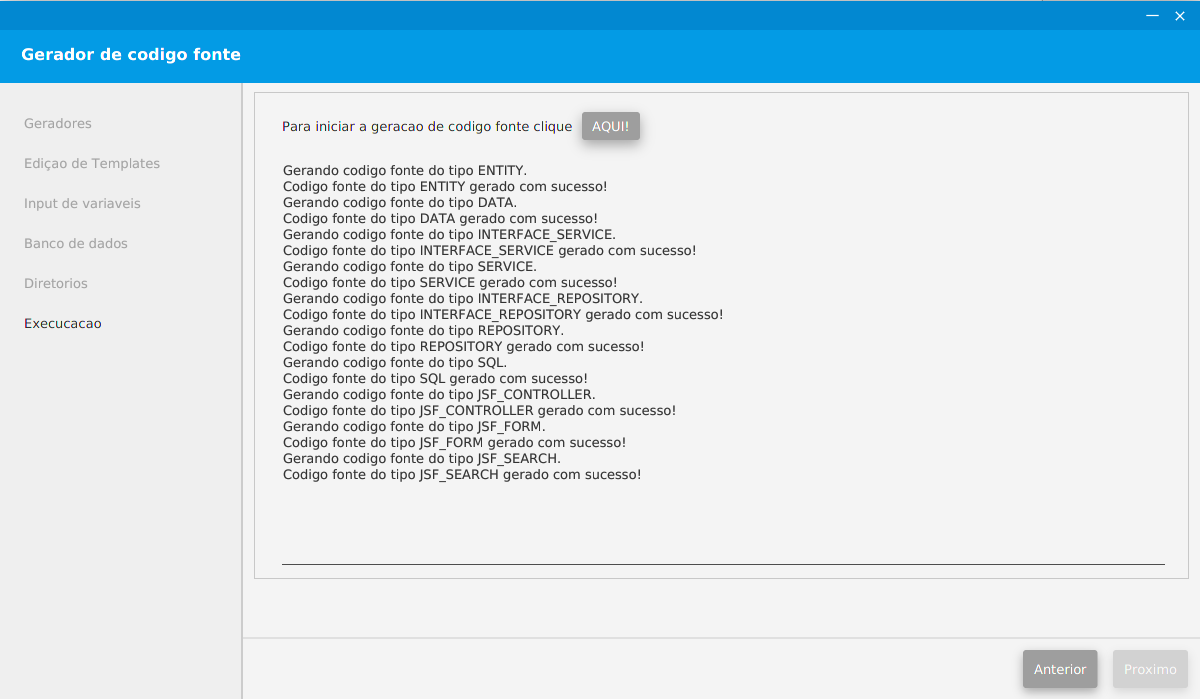 Gerador de codigo fonte
Geradores
Ediçao de Templates
Input de variaveis
Banco de dados
Diretorios
Execucacao
Para iniciar a geracao de codigo fonte clique AQUI!
Gerando codigo fonte do tipo ENTITY.
Codigo fonte do tipo ENTITY gerado com sucesso!
Gerando codigo fonte do tipo DATA.
Codigo fonte do tipo DATA gerado com sucesso!
Gerando codigo fonte do tipo INTERFACE_SERVICE.
Codigo fonte do tipo INTERFACE_SERVICE gerado com sucesso!
Gerando codigo fonte do tipo SERVICE.
Codigo fonte do tipo SERVICE gerado com sucesso!
Gerando codigo fonte do tipo INTERFACE_REPOSITORY.
Codigo fonte do tipo INTERFACE_REPOSITORY gerado com sucesso!
Gerando codigo fonte do tipo REPOSITORY.
Codigo fonte do tipo REPOSITORY gerado com sucesso!
Gerando codigo fonte do tipo SQL.
Codigo fonte do tipo SQL gerado com sucesso!
Gerando codigo fonte do tipo JSF_CONTROLLER.
Codigo fonte do tipo JSF_CONTROLLER gerado com sucesso!
Gerando codigo fonte do tipo JSF_FORM.
Codigo fonte do tipo JSF_FORM gerado com sucesso!
Gerando codigo fonte do tipo JSF_SEARCH.
Codigo fonte do tipo JSF_SEARCH gerado com sucesso!
Anterior
Proximo